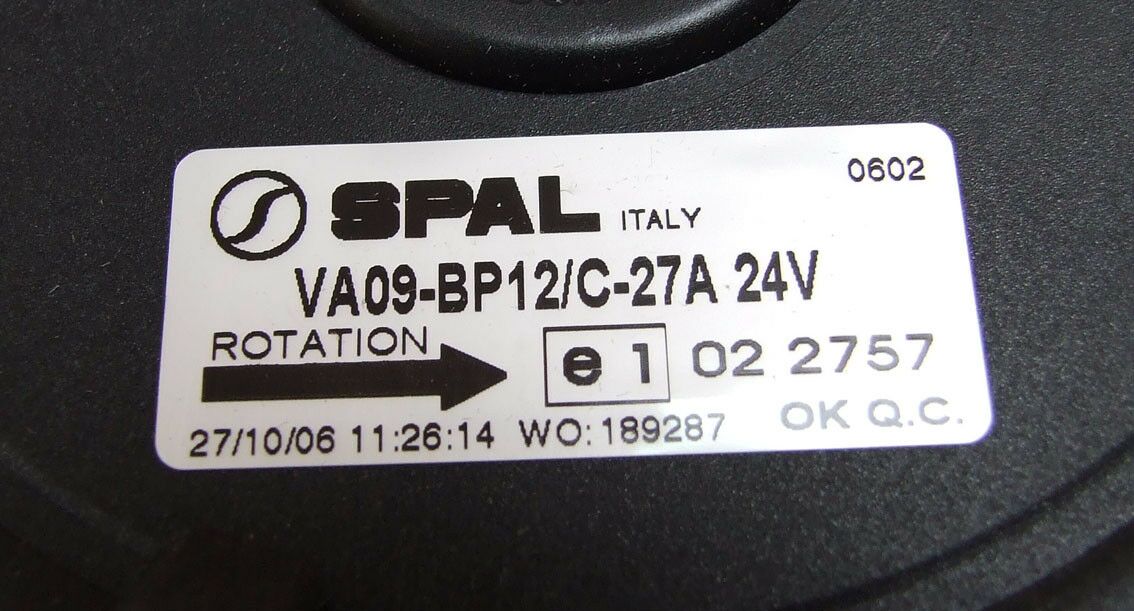 0602
SPAL ITALY
VA09-BP12/C-27A 24V
ROTATION
e1 02 2757
27/10/06 11:26:14 WO:189287 OK Q.C.